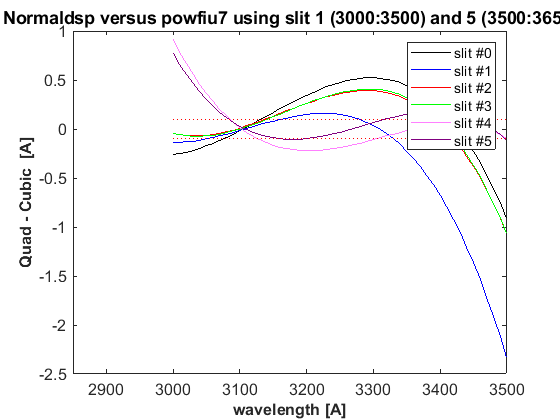 Normaldsp versus powfiu7 using slit 1 (3000:3500) and 5 (3500:365
1
0.5
0
-0.5
-1
-1.5
-2
-2.5
Quad - Cubic [A]
slit #0
slit #1
slit #2
slit #3
slit #4
slit #5
2900 3000 3100 3200 3300 3400 3500
wavelength [A]